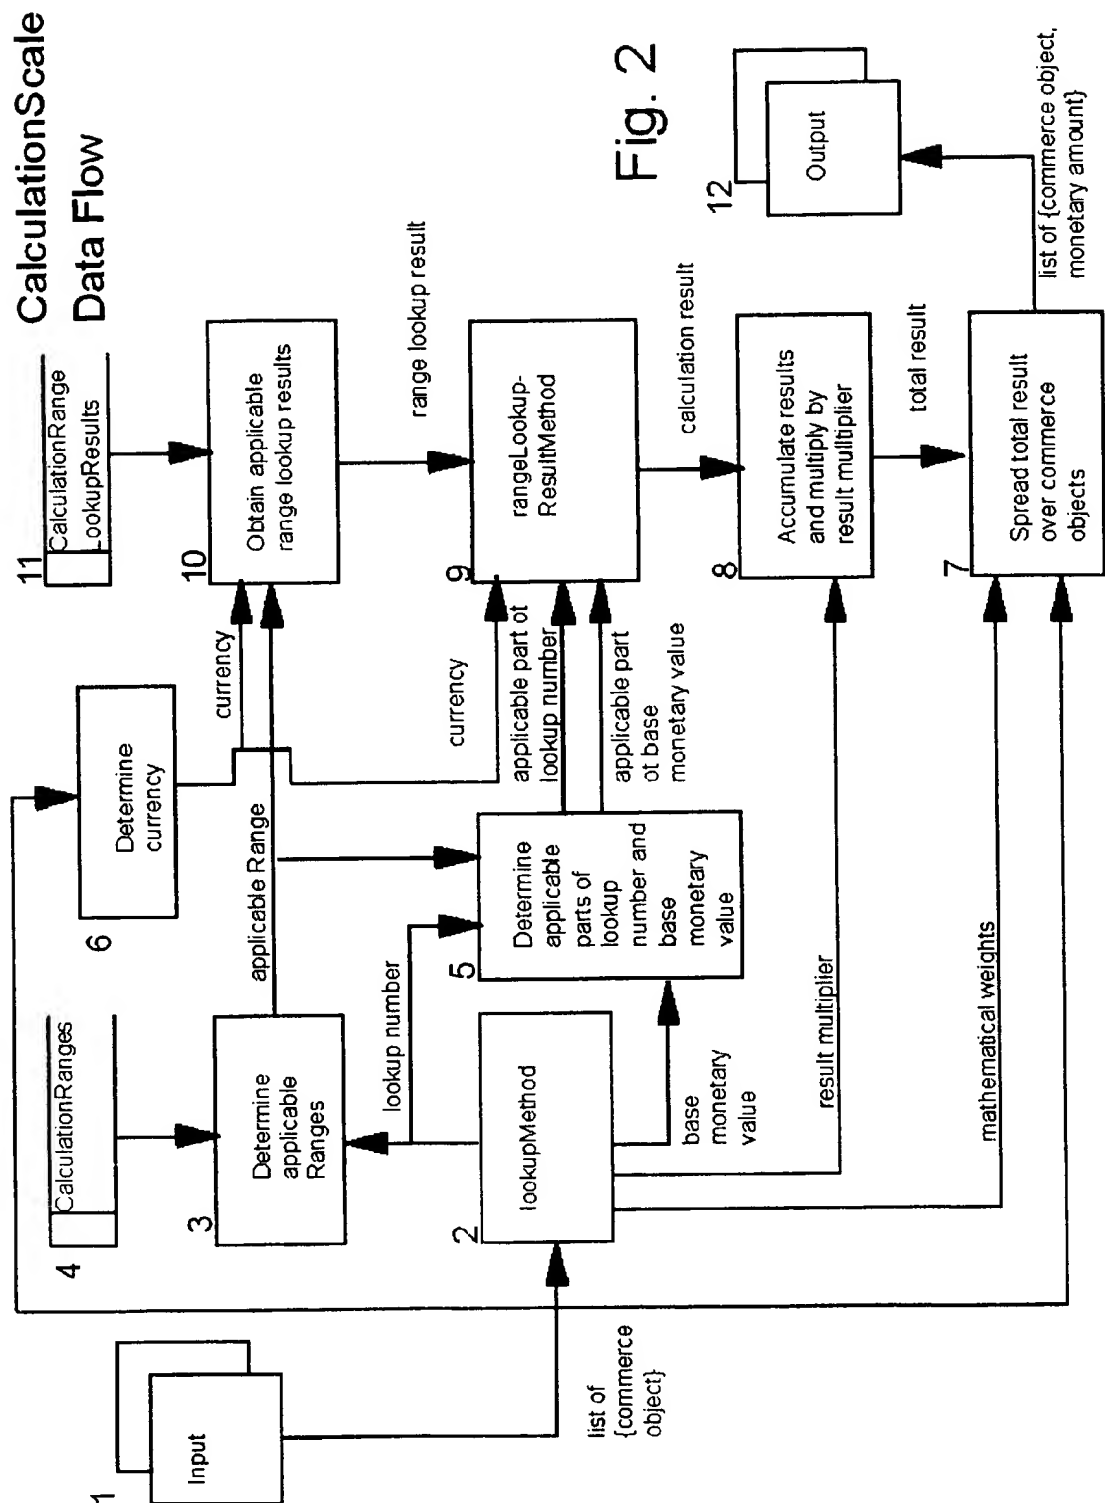 CalculationScale
Data Flow
Fig. 2
1
Input
list of
{commerce
object}
4
CalculationRanges
3
Determine
applicable
Ranges
2
lookupMethod
lookup number
base
monetary
value
result multiplier
mathematical weights
6
Determine
currency
applicable Range
5
Determine
applicable
parts of
lookup
number and
base
monetary
value
currency
currency
applicable part ot
lookup number
applicable part
ot base
monetary value
11
CalculationRange
LookupResults
10
Obtain applicable
range lookup results
range lookup result
9
rangeLookup-
ResultMethod
calculation result
8
Accumulate results
and multiply by
result mulltiplier
total result
7
Spread total result
over commerce
objects
list of {commerce object,
monetary amount}
12
Output